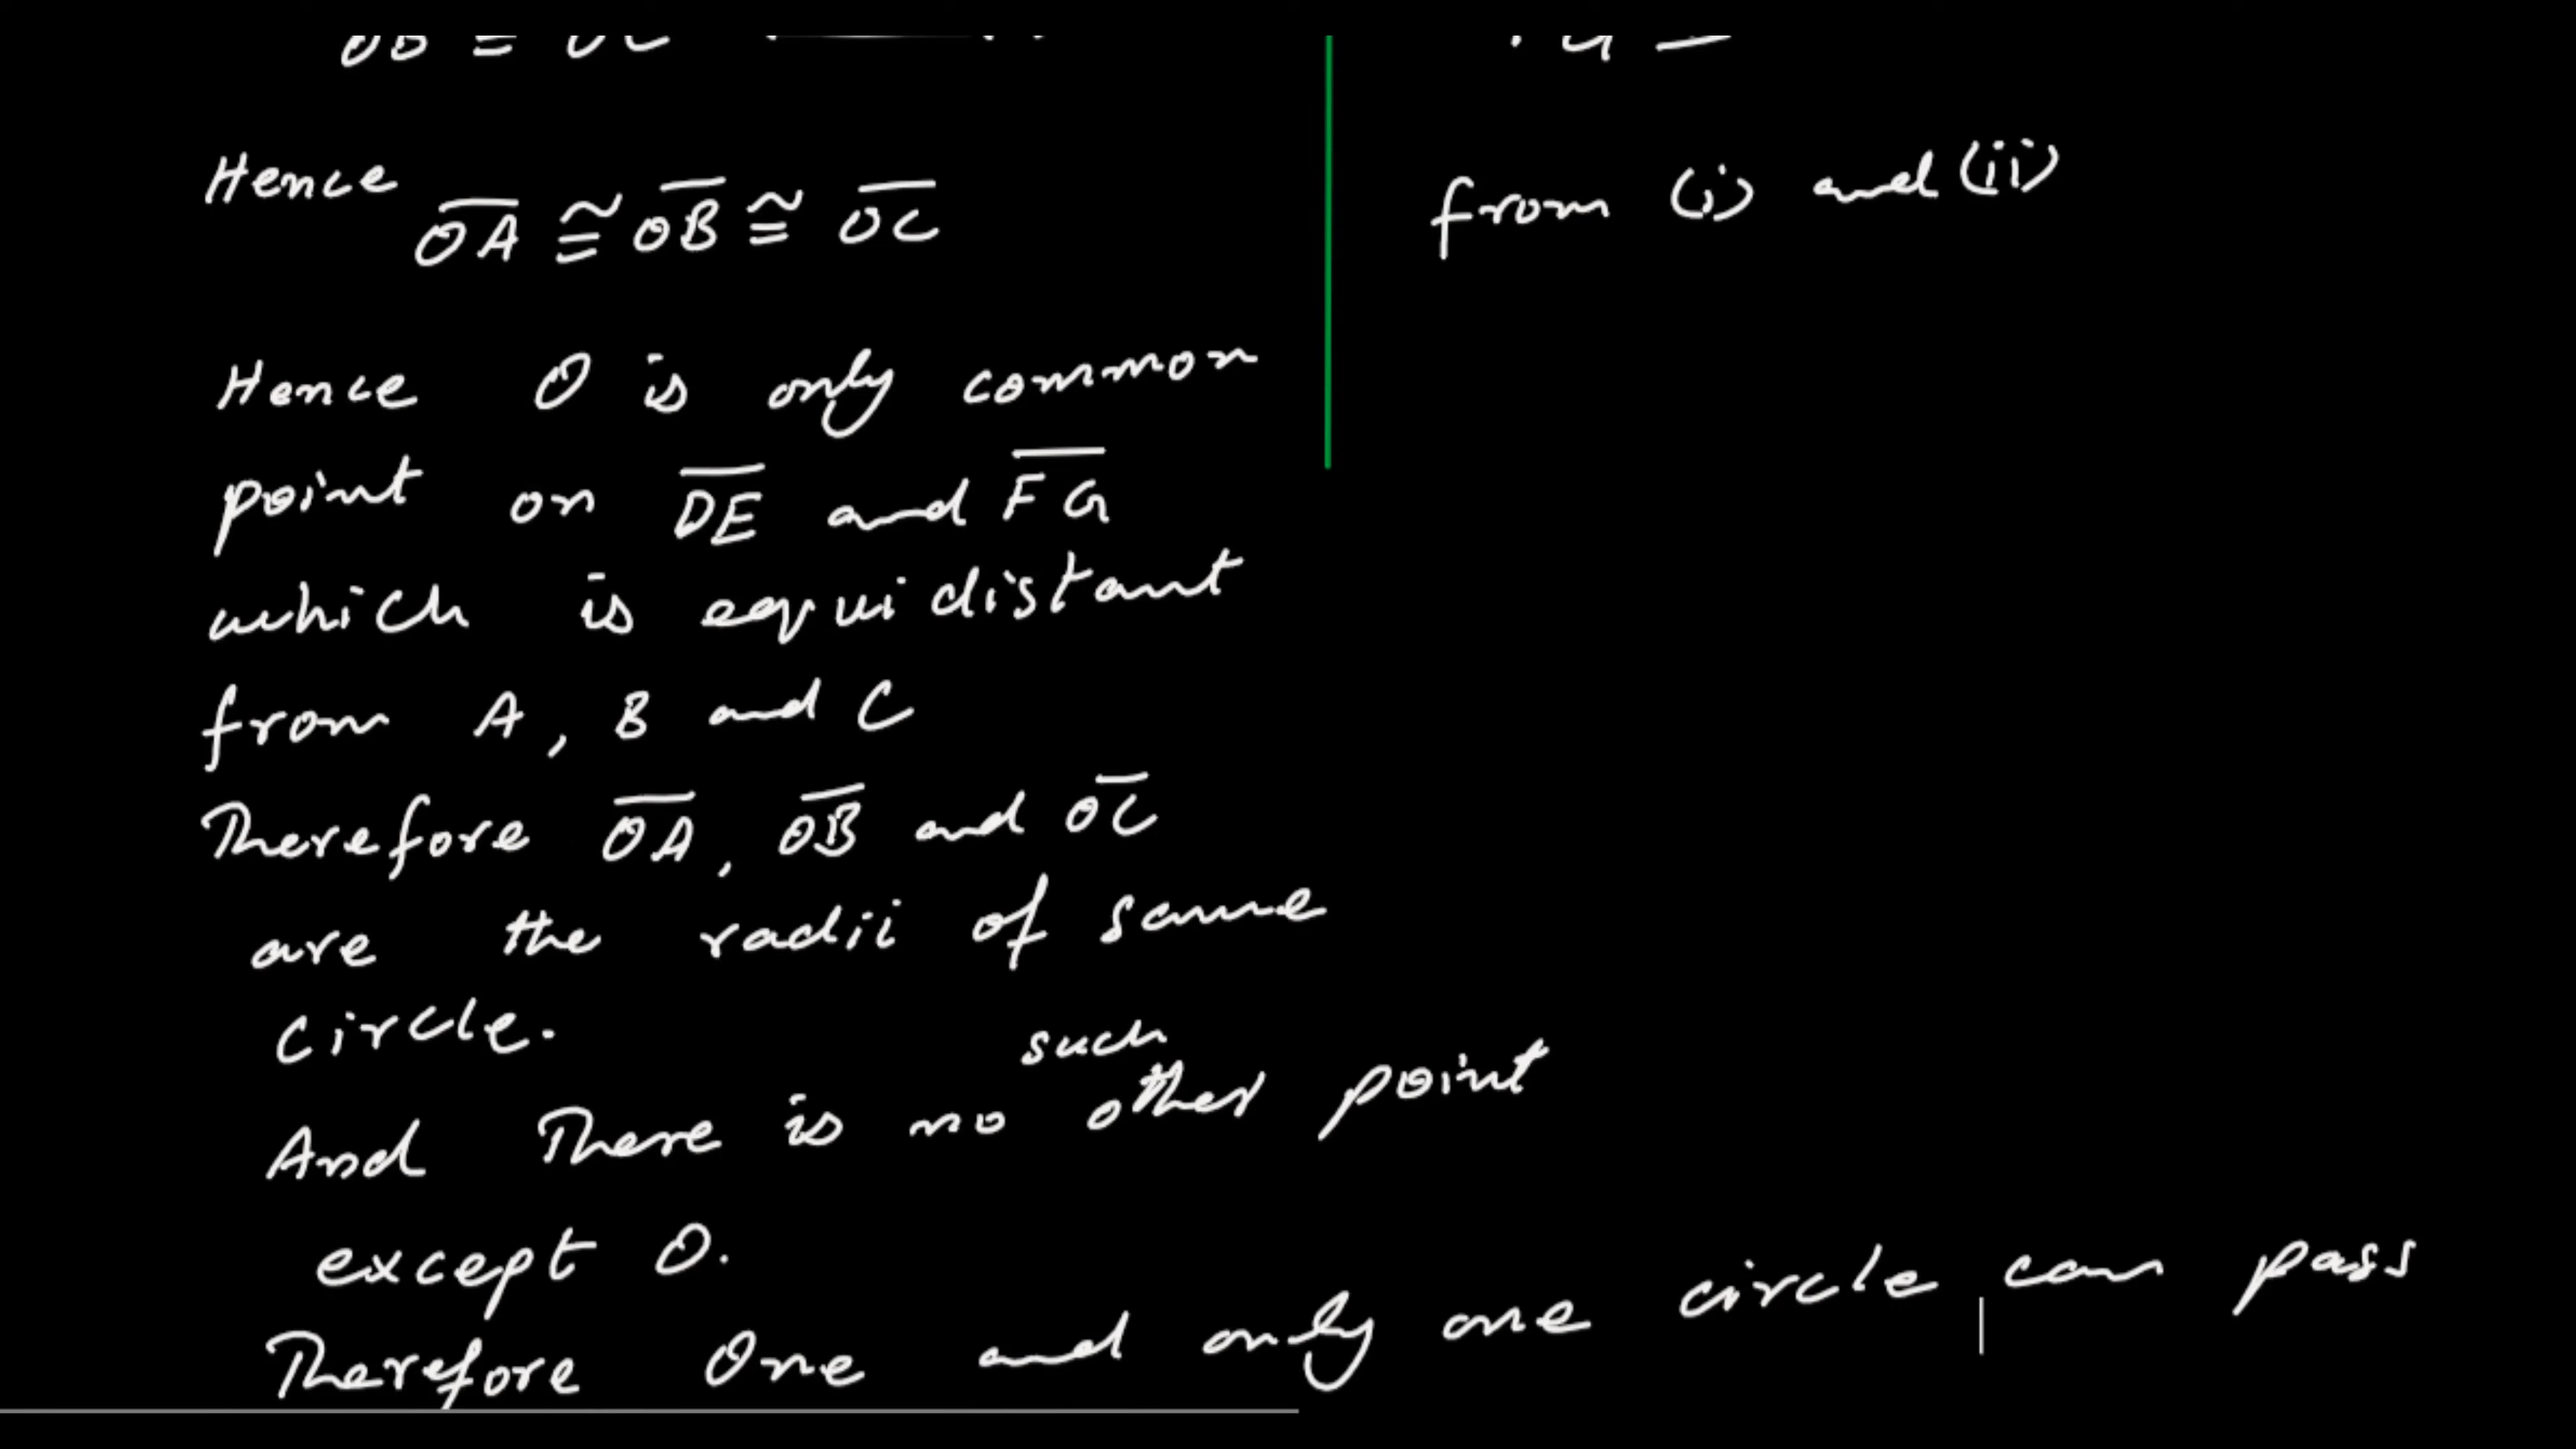 Hence OA ≅ OB ≅ OC
from (i) and (ii)
Hence O is only common
point on DE and FG
which is equidistant
from A, B and C
Therefore OA, OB and OC
are the radii of same
circle.
such
And There is no other point
except O.
Therefore One and only one circle can pass